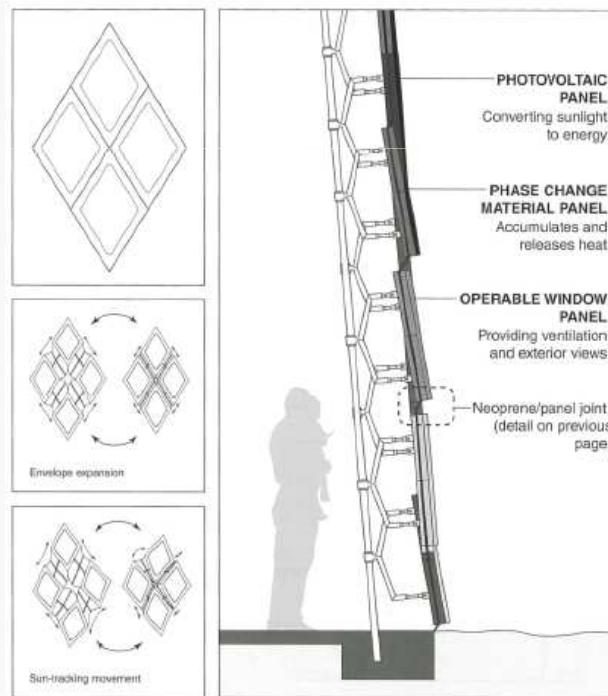 PHOTOVOLTAIC
PANEL
Converting sunlight
to energy
PHASE CHANGE
MATERIAL PANEL
Accumulates and
releases heat
OPERABLE WINDOW
PANEL
Providing ventilation
and exterior views
Neoprene/panel joint
(detail on previous
page
Envelope expansion
Sun-tracking movement